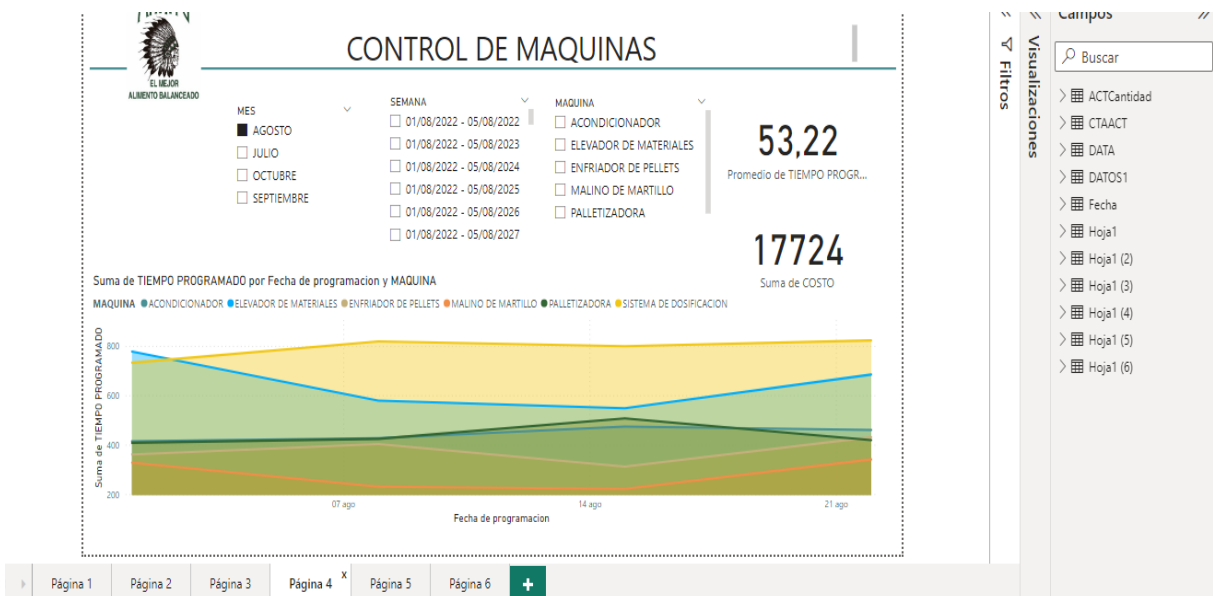 EL MEJOR
ALIMENTO BALANCEADO
CONTROL DE MAQUINAS
MES
AGOSTO
JULIO
OCTUBRE
SEPTIEMBRE
SEMANA
01/08/2022 - 05/08/2022
01/08/2022 - 05/08/2023
01/08/2022 - 05/08/2024
01/08/2022 - 05/08/2025
01/08/2022 - 05/08/2026
01/08/2022 - 05/08/2027
MAQUINA
ACONDICIONADOR
ELEVADOR DE MATERIALES
ENFRIADOR DE PELLETS
MALINO DE MARTILLO
PALLETIZADORA
53,22
Promedio de TIEMPO PROGR...
17724
Suma de COSTO
Suma de TIEMPO PROGRAMADO por Fecha de programacion y MAQUINA
MAQUINA ACONDICIONADOR ELEVADOR DE MATERIALES ENFRIADOR DE PELLETS MALINO DE MARTILLO PALLETIZADORA SISTEMA DE DOSIFICACION
Suma de TIEMPO PROGRAMADO
800
600
400
200
07 ago 14 ago 21 ago
Fecha de programacion
Filtros
Visualizaciones
Campos
Buscar
ACTCantidad
CTAACT
DATA
DATOS1
Fecha
Hoja1
Hoja1 (2)
Hoja1 (3)
Hoja1 (4)
Hoja1 (5)
Hoja1 (6)
Página 1 Página 2 Página 3 Página 4 x Página 5 Página 6 +